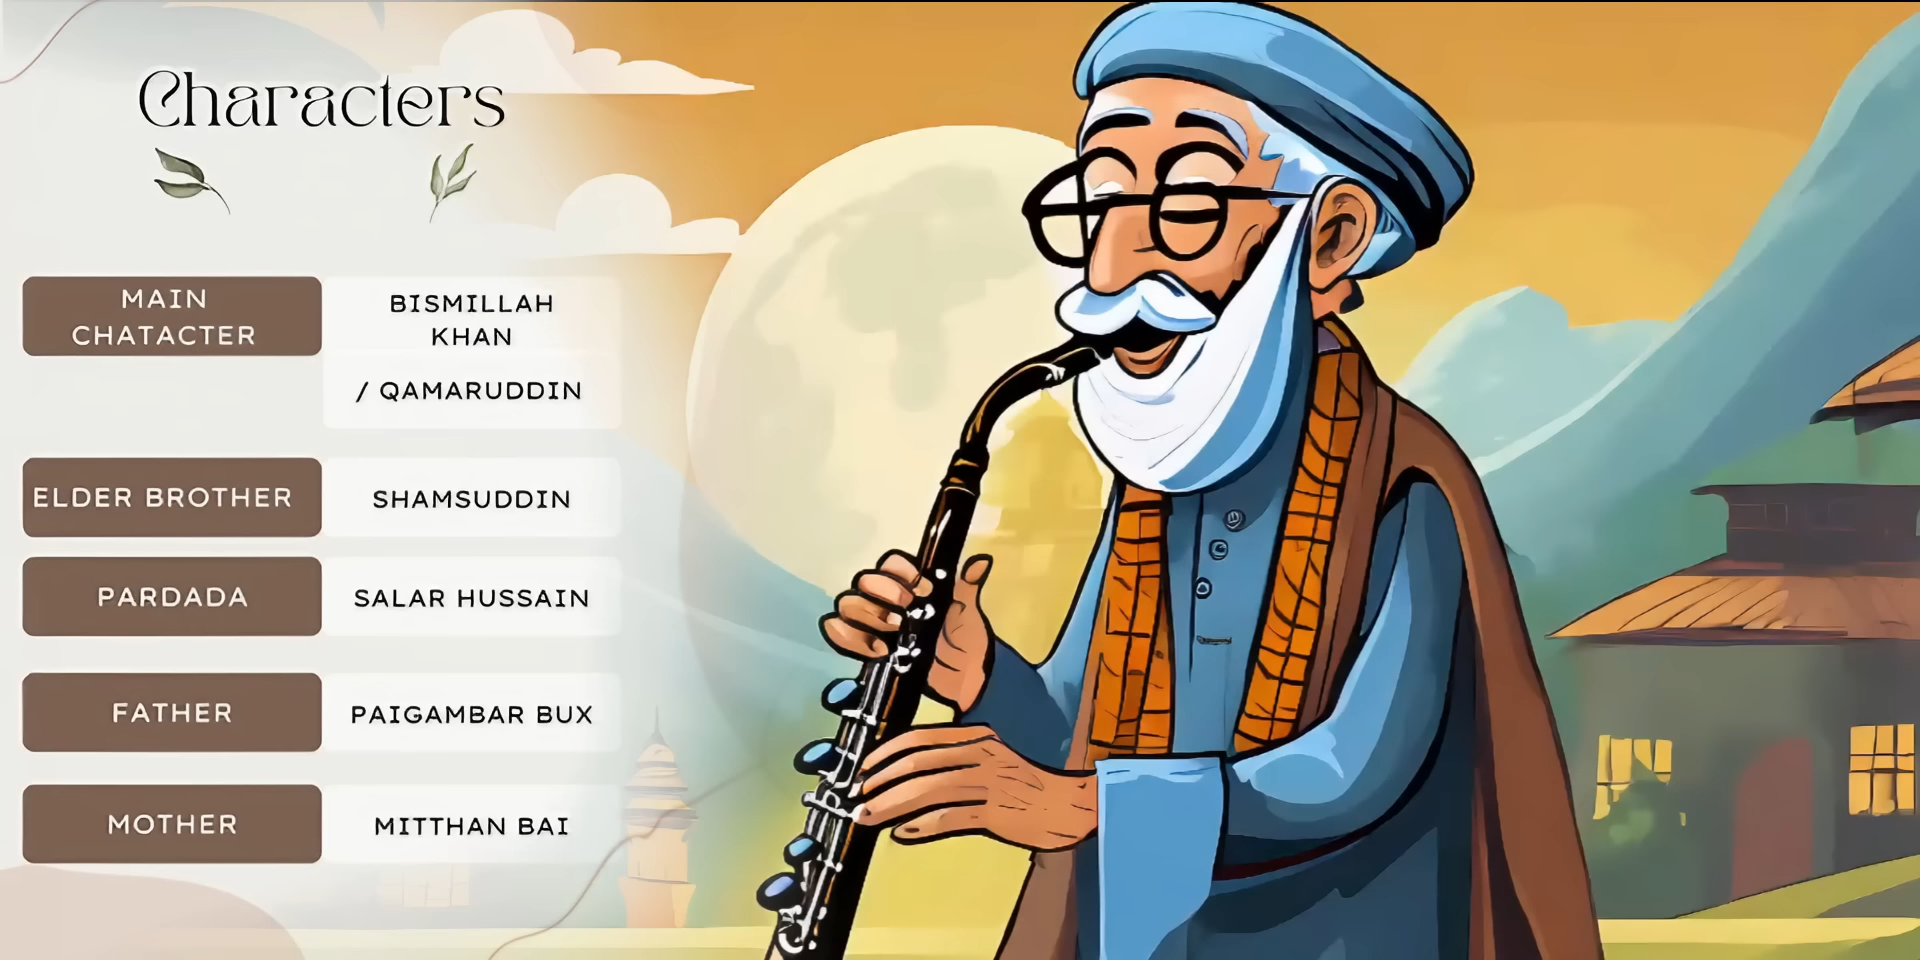 Characters
MAIN
CHATACTER
BISMILLAH
KHAN
/ QAMARUDDIN
ELDER BROTHER
SHAMSUDDIN
PARDADA
SALAR HUSSAIN
FATHER
PAIGAMBAR BUX
MOTHER
MITTHAN BAI